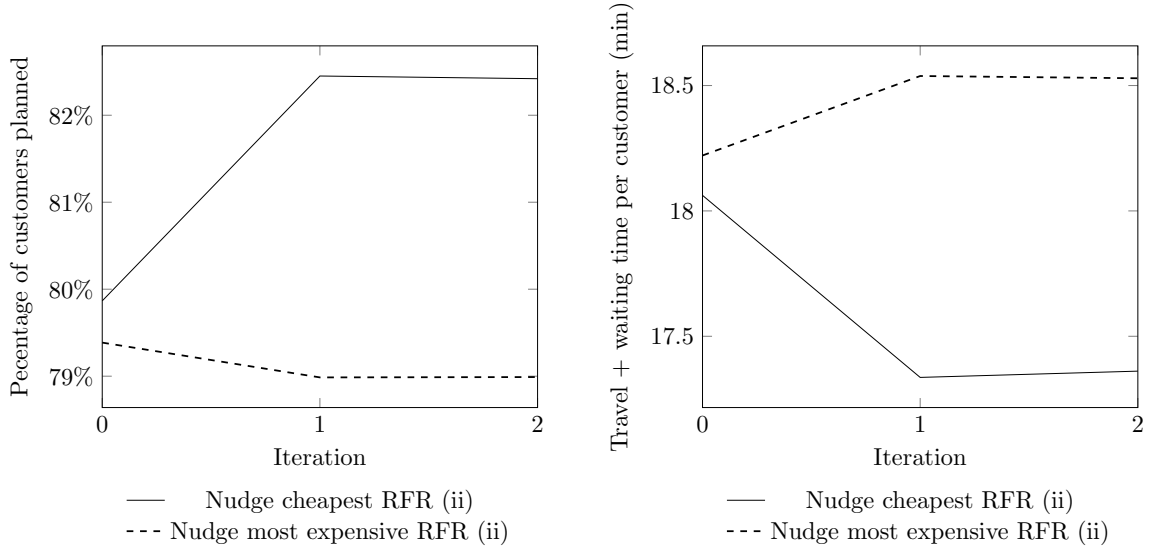 Pecentage of customers planned
82%
81%
80%
79%
0
1
2
Iteration
Nudge cheapest RFR (ii)
Nudge most expensive RFR (ii)
Travel + waiting time per customer (min)
18.5
18
17.5
0
1
2
Iteration
Nudge cheapest RFR (ii)
Nudge most expensive RFR (ii)